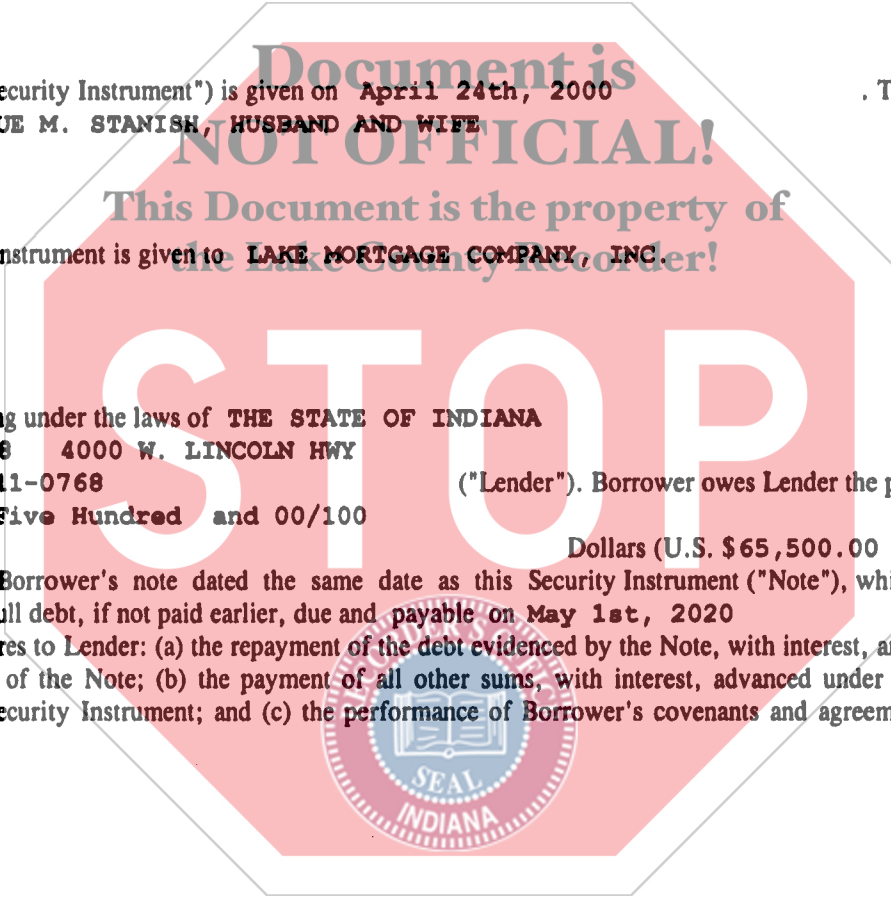 Document is
ecurity Instrument") is given on April 24th, 2000 . T
UE M. STANISH, HUSBAND AND WIFE
NOT OFFICIAL!
This Document is the property of
nstrument is given to LAKE MORTGAGE COMPANY, INC.
the Lake County Recorder!
STOP
g under the laws of THE STATE OF INDIANA
8 4000 W. LINCOLN HWY
11-0768 ("Lender"). Borrower owes Lender the p
Five Hundred and 00/100
Dollars (U.S. $65,500.00
Borrower's note dated the same date as this Security Instrument ("Note"), whi
ull debt, if not paid earlier, due and payable on May 1st, 2020
res to Lender: (a) the repayment of the debt evidenced by the Note, with interest, a
of the Note; (b) the payment of all other sums, with interest, advanced under
ecurity Instrument; and (c) the performance of Borrower's covenants and agreem
RECORDER'S OFFICE
SEAL
INDIANA